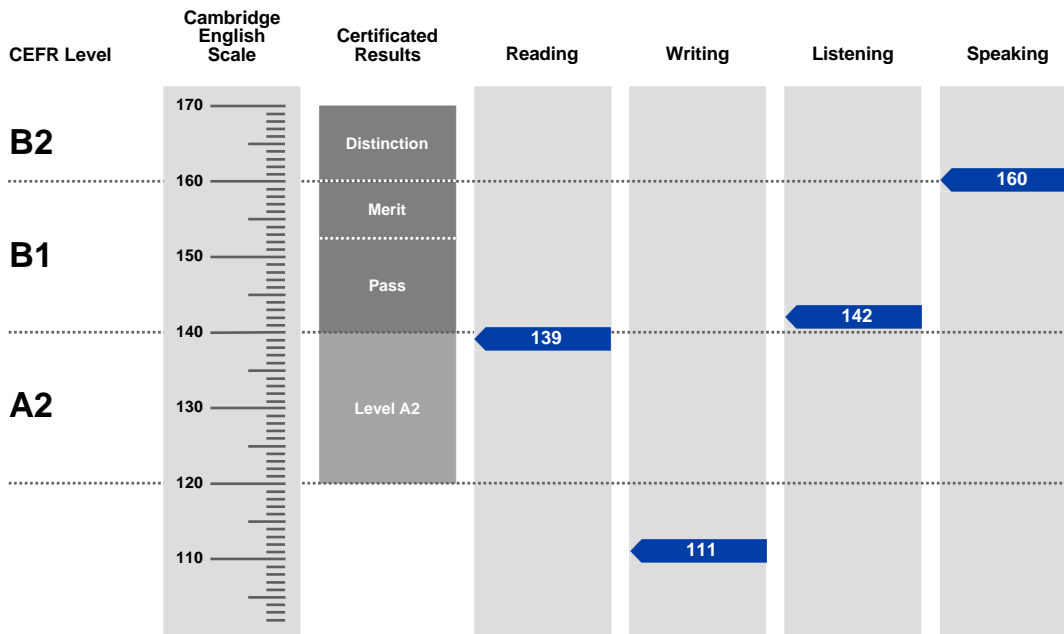 CEFR Level
Cambridge
English
Scale
Certificated
Results
Reading
Writing
Listening
Speaking
170
B2
Distinction
160
160
Merit
B1
150
Pass
142
140
139
A2
130
Level A2
120
111
110